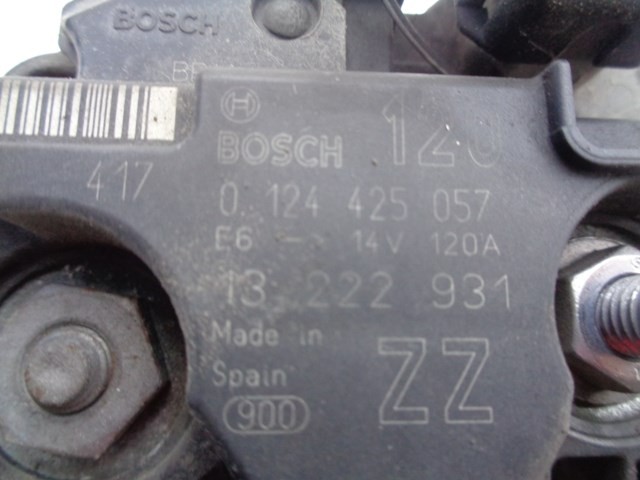 BOSCH
BOSCH 120
417
0 124 425 057
E6 -> 14V 120A
13 222 931
Made in
Spain
900
ZZ